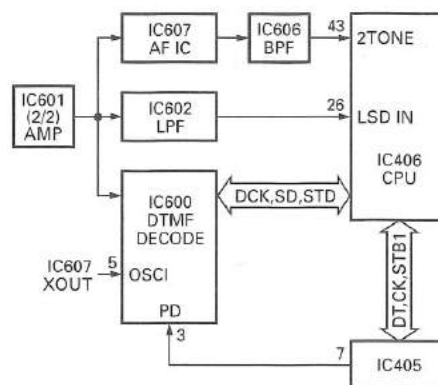 IC607
AF IC
IC606
BPF
43
2TONE
IC601
(2/2)
AMP
IC602
LPF
26
LSD IN
IC406
CPU
IC600
DTMF
DECODE
DCK,SD,STD
IC607
XOUT
5
OSCI
PD
3
DT,CK,STB1
7
IC405